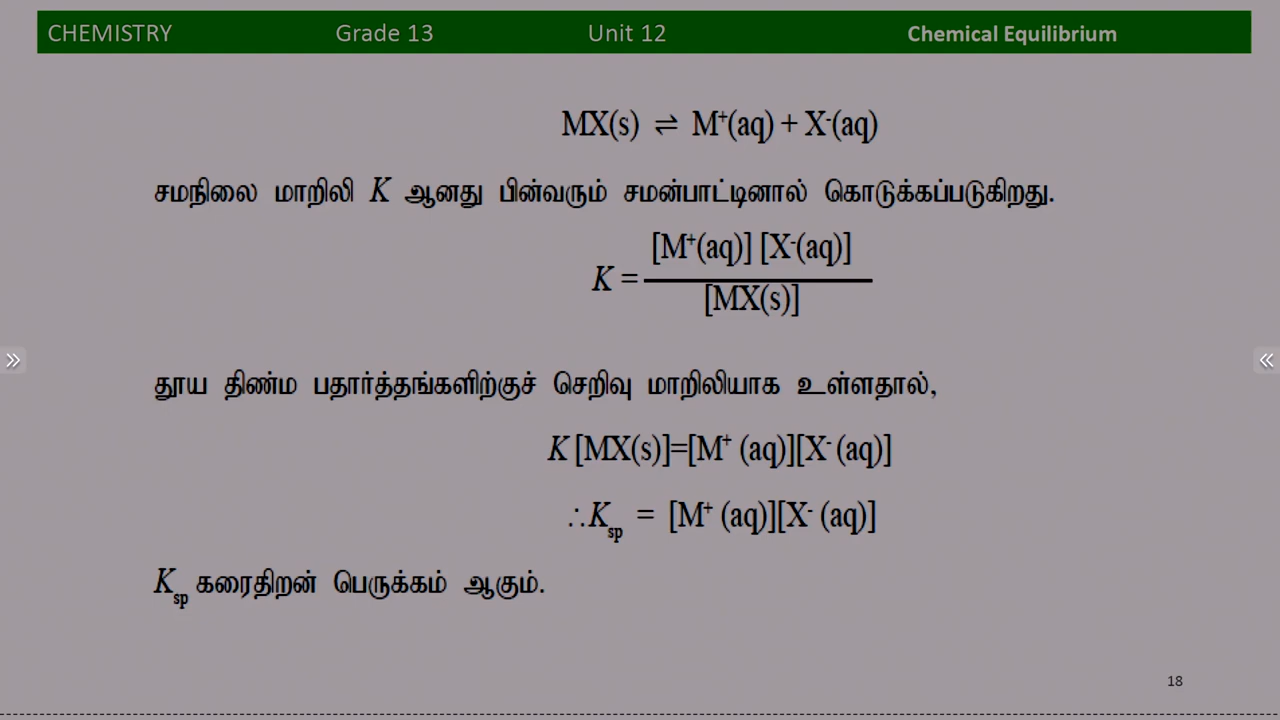 CHEMISTRY Grade 13 Unit 12 Chemical Equilibrium
MX(s) ⇌ M⁺(aq) + X⁻(aq)
சமநிலை மாறிலி K ஆனது பின்வரும் சமன்பாட்டினால் கொடுக்கப்படுகிறது.
[M⁺(aq)] [X⁻(aq)]
K =
[MX(s)]
தூய திண்ம பதார்த்தங்களிற்குச் செறிவு மாறிலியாக உள்ளதால்,
K [MX(s)]=[M⁺ (aq)][X⁻ (aq)]
∴Ksp = [M⁺ (aq)][X⁻ (aq)]
Ksp கரைதிறன் பெருக்கம் ஆகும்.
18